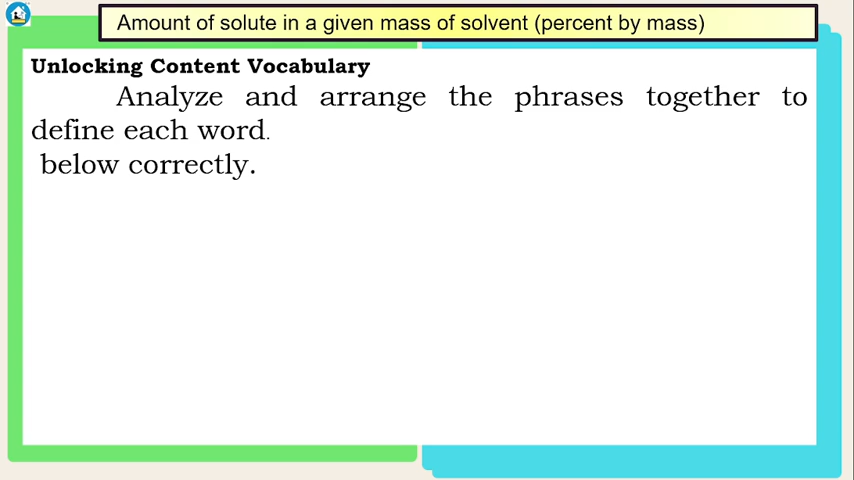 Amount of solute in a given mass of solvent (percent by mass)
Unlocking Content Vocabulary
Analyze and arrange the phrases together to
define each word.
below correctly.